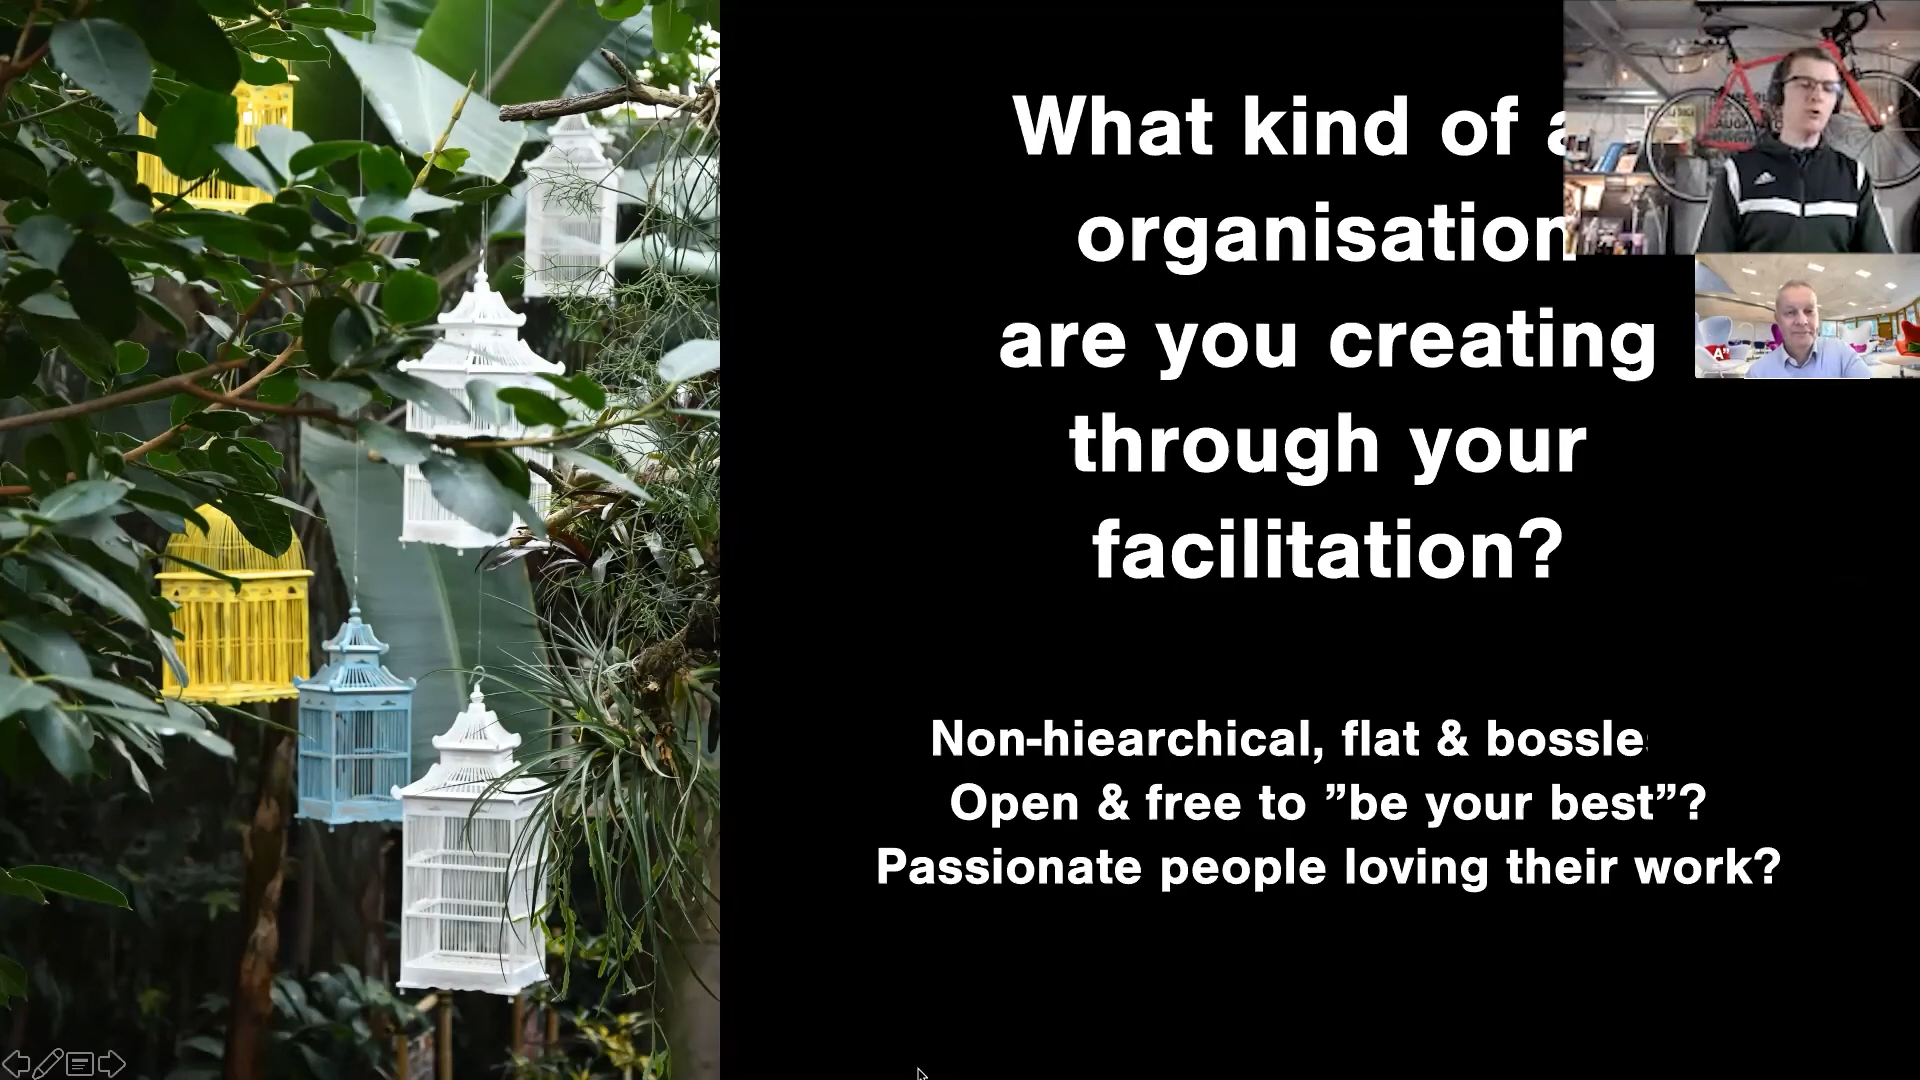 What kind of a
organisation
are you creating
through your
facilitation?
Non-hiearchical, flat &
Open & free to ”be your best”?
Passionate people loving their work?
A”